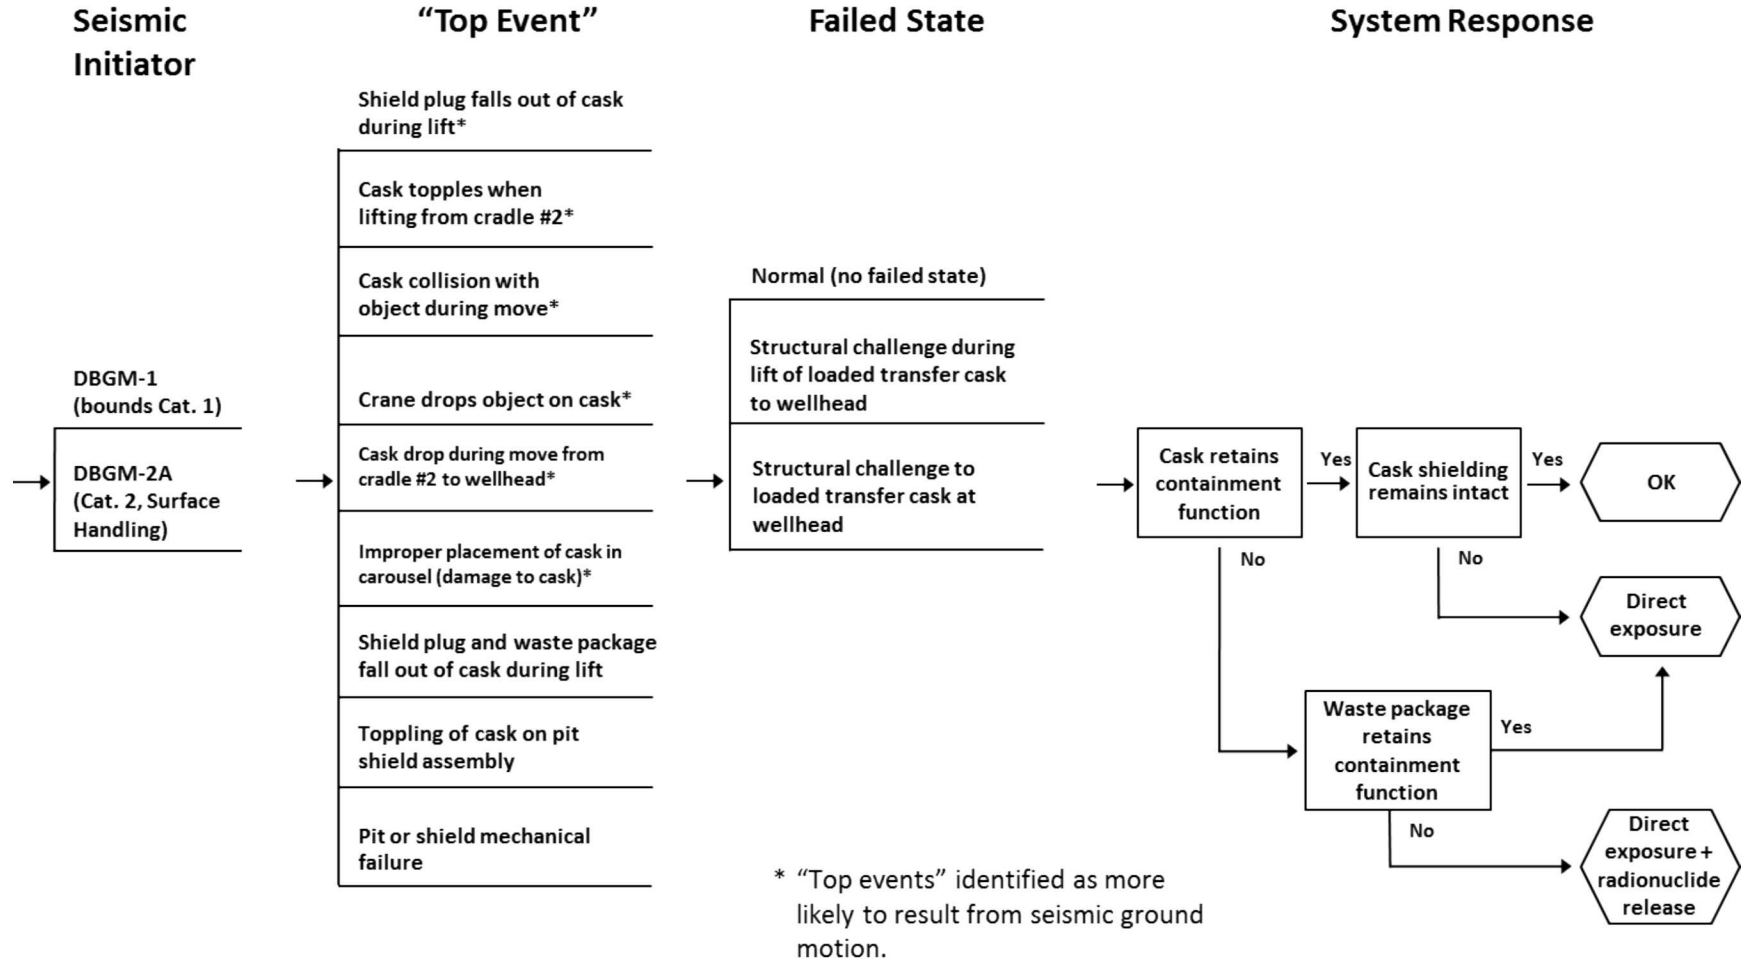 Seismic
Initiator
“Top Event”
Failed State
System Response
DBGM-1
(bounds Cat. 1)
DBGM-2A
(Cat. 2, Surface
Handling)
Shield plug falls out of cask
during lift*
Cask topples when
lifting from cradle #2*
Cask collision with
object during move*
Crane drops object on cask*
Cask drop during move from
cradle #2 to wellhead*
Improper placement of cask in
carousel (damage to cask)*
Shield plug and waste package
fall out of cask during lift
Toppling of cask on pit
shield assembly
Pit or shield mechanical
failure
Normal (no failed state)
Structural challenge during
lift of loaded transfer cask
to wellhead
Structural challenge to
loaded transfer cask at
wellhead
Cask retains
containment
function
Yes
No
Cask shielding
remains intact
Yes
No
OK
Direct
exposure
Waste package
retains
containment
function
Yes
No
Direct
exposure +
radionuclide
release
* “Top events” identified as more
likely to result from seismic ground
motion.